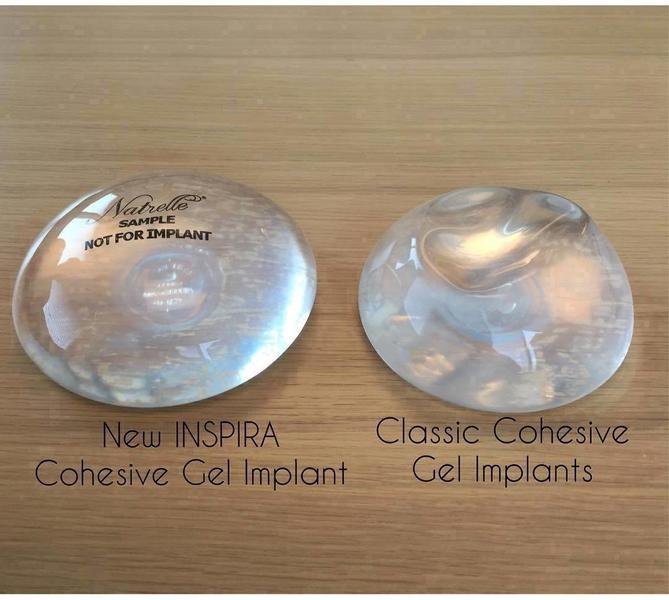 Natrelle®
SAMPLE
NOT FOR IMPLANT
New INSPIRA
Cohesive Gel Implant
Classic Cohesive
Gel Implants